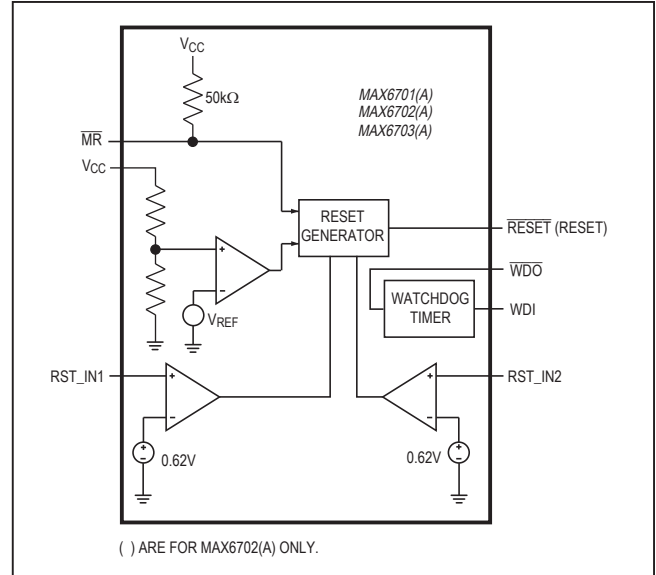 VCC
50kΩ
MAX6701(A)
MAX6702(A)
MAX6703(A)
MR
VCC
RESET
GENERATOR
RESET (RESET)
WDO
WATCHDOG
TIMER
WDI
+
−
VREF
RST_IN1
+
−
+
−
0.62V
RST_IN2
+
−
+
−
0.62V
( ) ARE FOR MAX6702(A) ONLY.